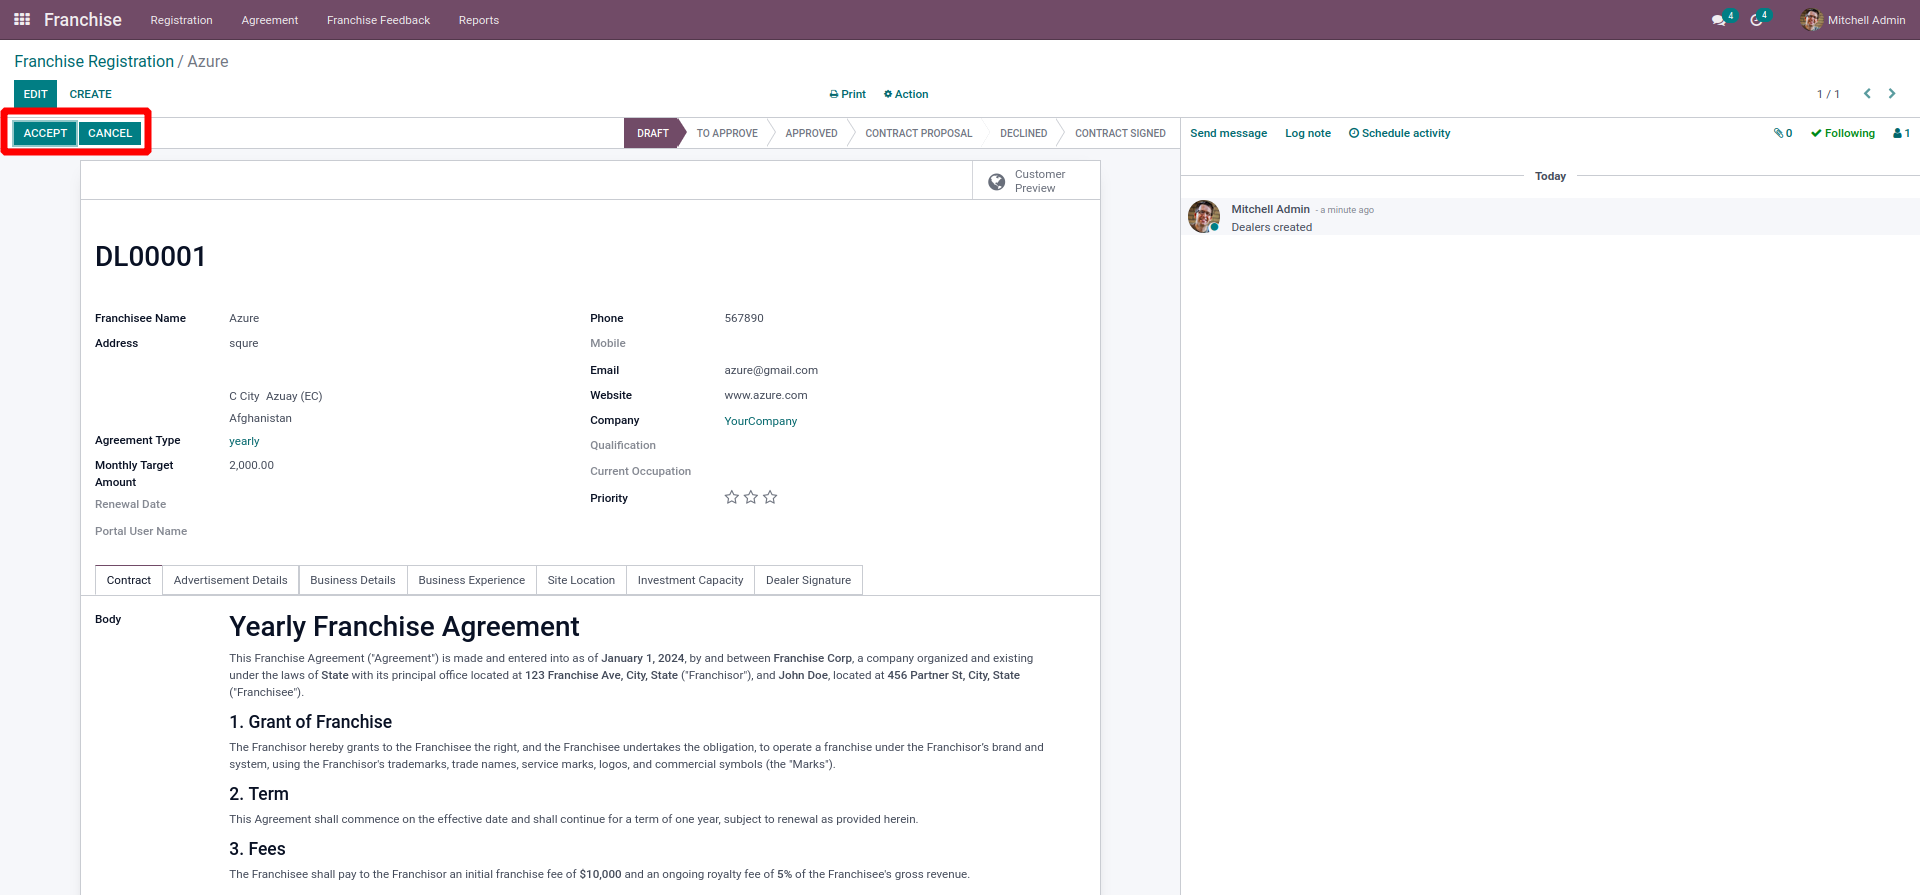 Franchise
Registration
Agreement
Franchise Feedback
Reports
4
4
Mitchell Admin
Franchise Registration / Azure
EDIT
CREATE
Print
Action
1 / 1
ACCEPT
CANCEL
DRAFT
TO APPROVE
APPROVED
CONTRACT PROPOSAL
DECLINED
CONTRACT SIGNED
Send message
Log note
Schedule activity
0
Following
1
Customer
Preview
Today
Mitchell Admin - a minute ago
Dealers created
DL00001
Franchisee Name Azure
Address squre
C City Azuay (EC)
Afghanistan
Agreement Type yearly
Monthly Target 2,000.00
Amount
Renewal Date
Portal User Name
Phone 567890
Mobile
Email azure@gmail.com
Website www.azure.com
Company YourCompany
Qualification
Current Occupation
Priority
Contract
Advertisement Details
Business Details
Business Experience
Site Location
Investment Capacity
Dealer Signature
Body
Yearly Franchise Agreement
This Franchise Agreement ("Agreement") is made and entered into as of January 1, 2024, by and between Franchise Corp, a company organized and existing
under the laws of State with its principal office located at 123 Franchise Ave, City, State ("Franchisor"), and John Doe, located at 456 Partner St, City, State
("Franchisee").
1. Grant of Franchise
The Franchisor hereby grants to the Franchisee the right, and the Franchisee undertakes the obligation, to operate a franchise under the Franchisor's brand and
system, using the Franchisor's trademarks, trade names, service marks, logos, and commercial symbols (the "Marks").
2. Term
This Agreement shall commence on the effective date and shall continue for a term of one year, subject to renewal as provided herein.
3. Fees
The Franchisee shall pay to the Franchisor an initial franchise fee of $10,000 and an ongoing royalty fee of 5% of the Franchisee's gross revenue.